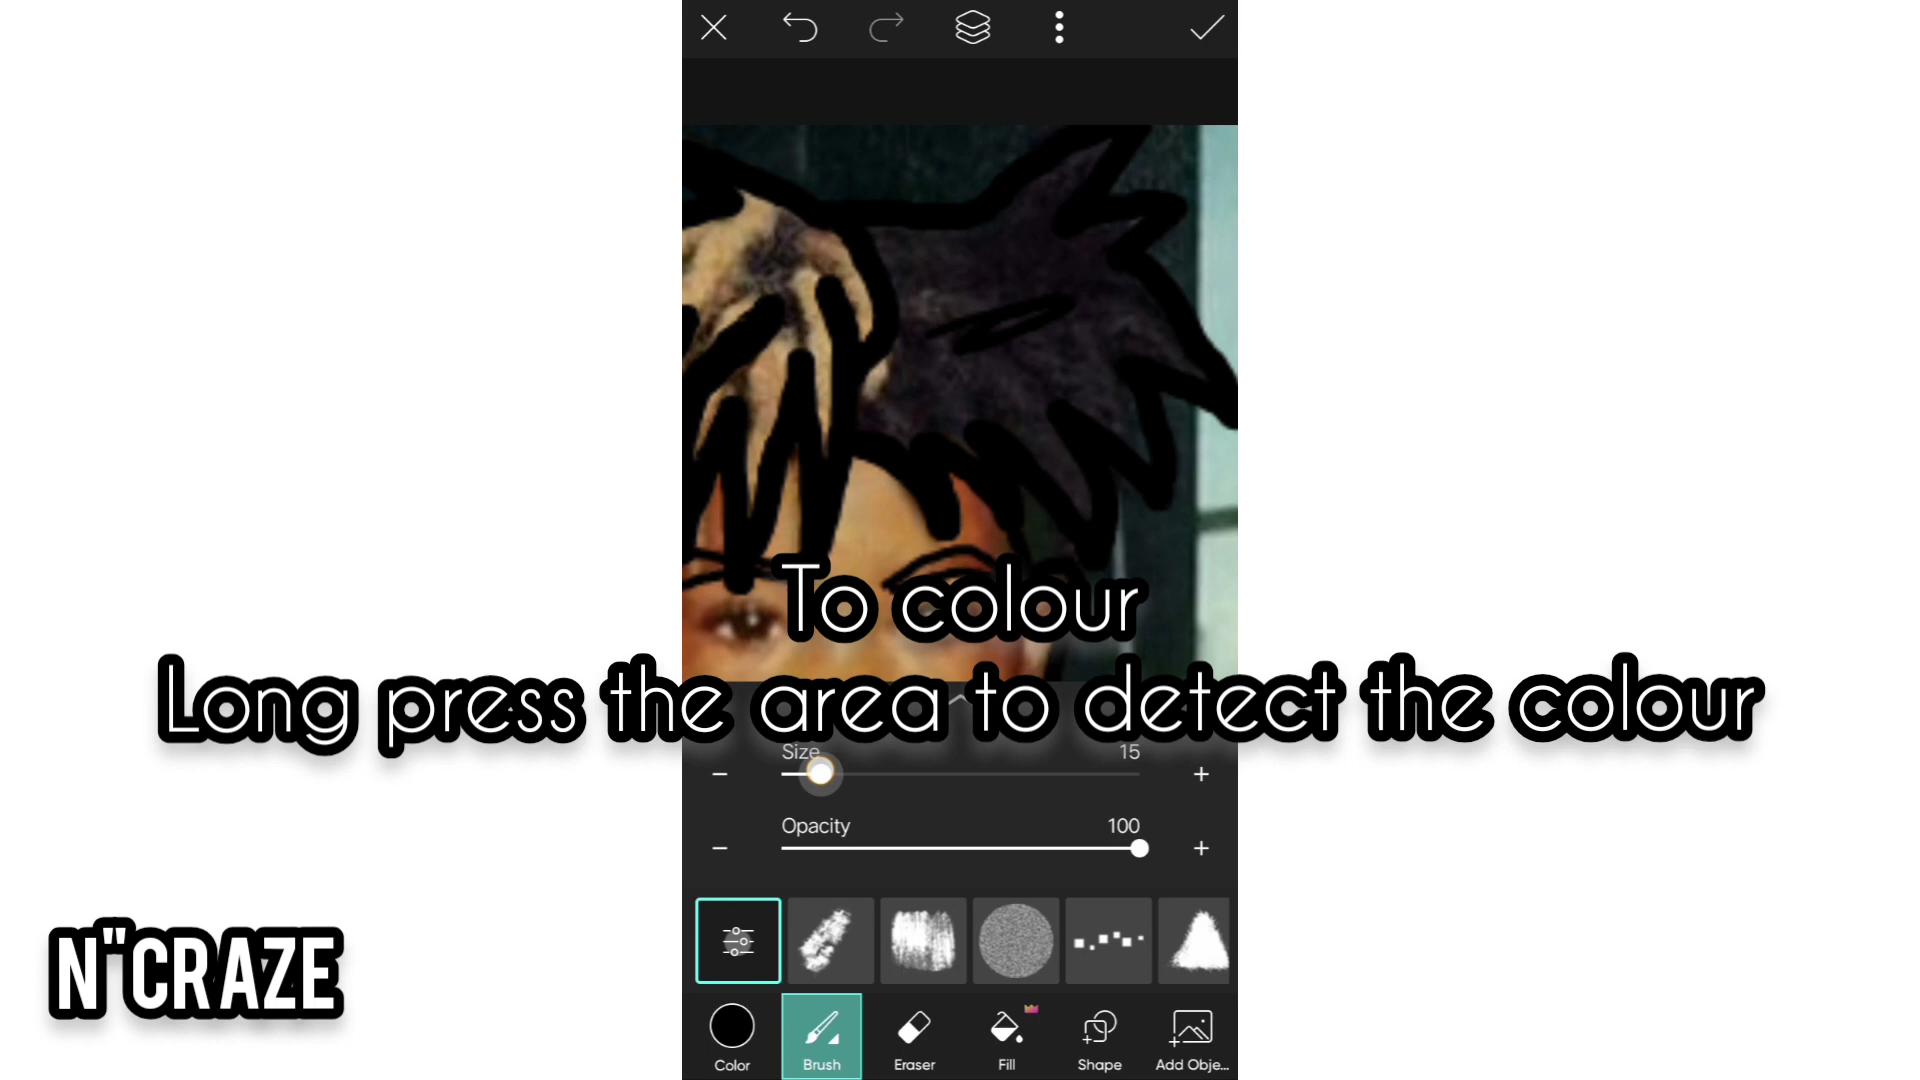 To colour
Long press the area to detect the colour
Size 15
Opacity 100
N"CRAZE
Color Brush Eraser Fill Shape Add Obje...